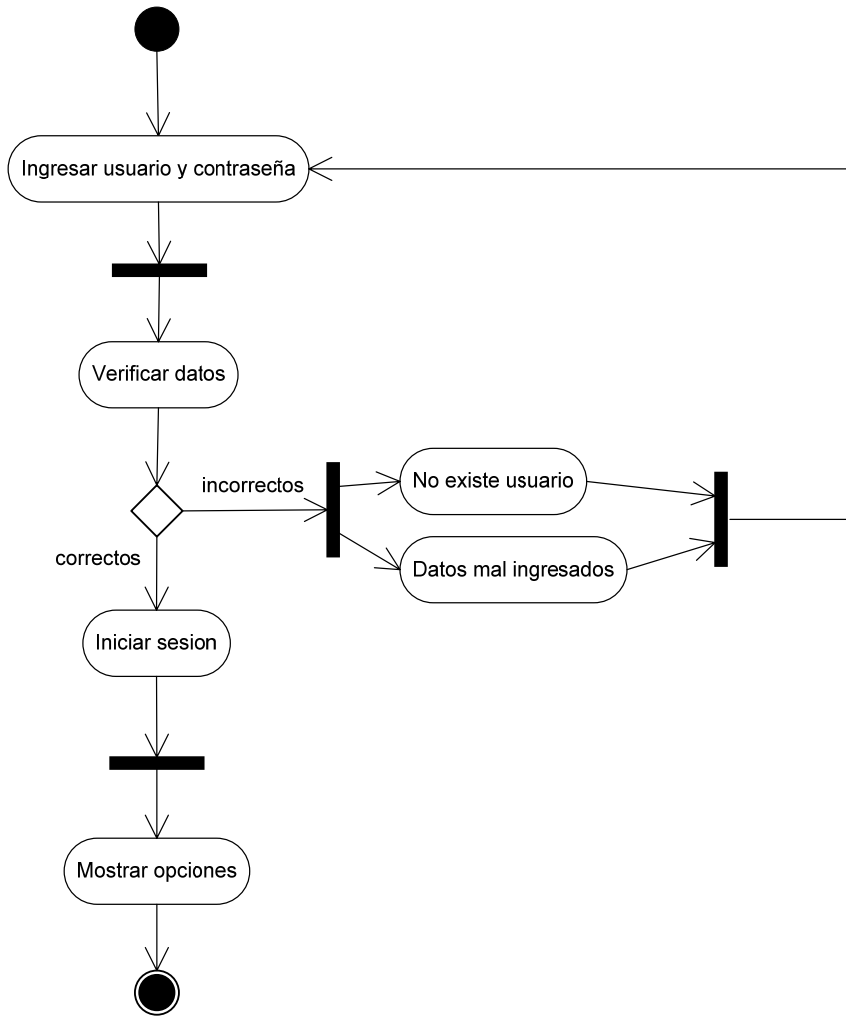 Ingresar usuario y contraseña
Verificar datos
incorrectos
No existe usuario
Datos mal ingresados
correctos
Iniciar sesion
Mostrar opciones